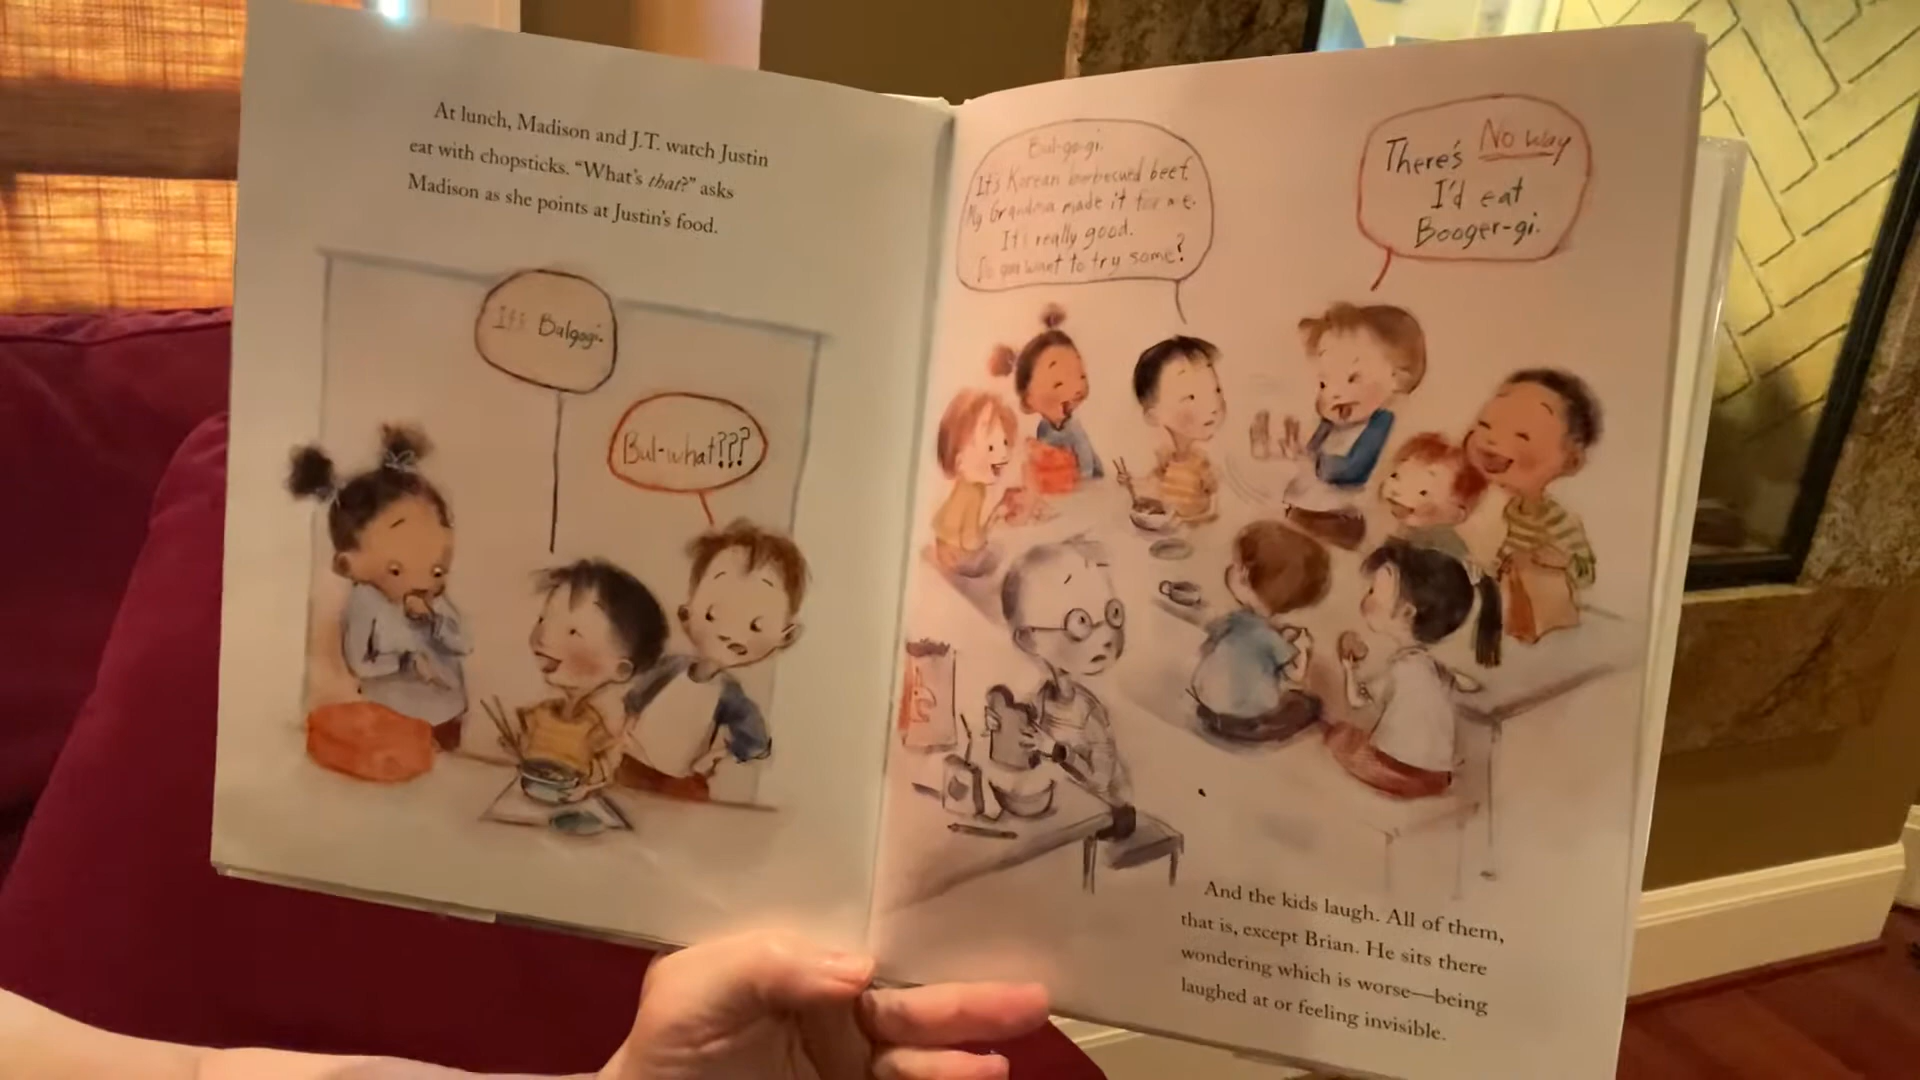 At lunch, Madison and J.T. watch Justin
eat with chopsticks. “What's that?” asks
Madison as she points at Justin's food.
It's Bulgogi.
Bul-what???
Bul-go-gi.
It's Korean barbecued beef.
My Grandma made it for me.
It's really good.
Do you want to try some?
There's No way
I'd eat
Booger-gi.
And the kids laugh. All of them,
that is, except Brian. He sits there
wondering which is worse—being
laughed at or feeling invisible.